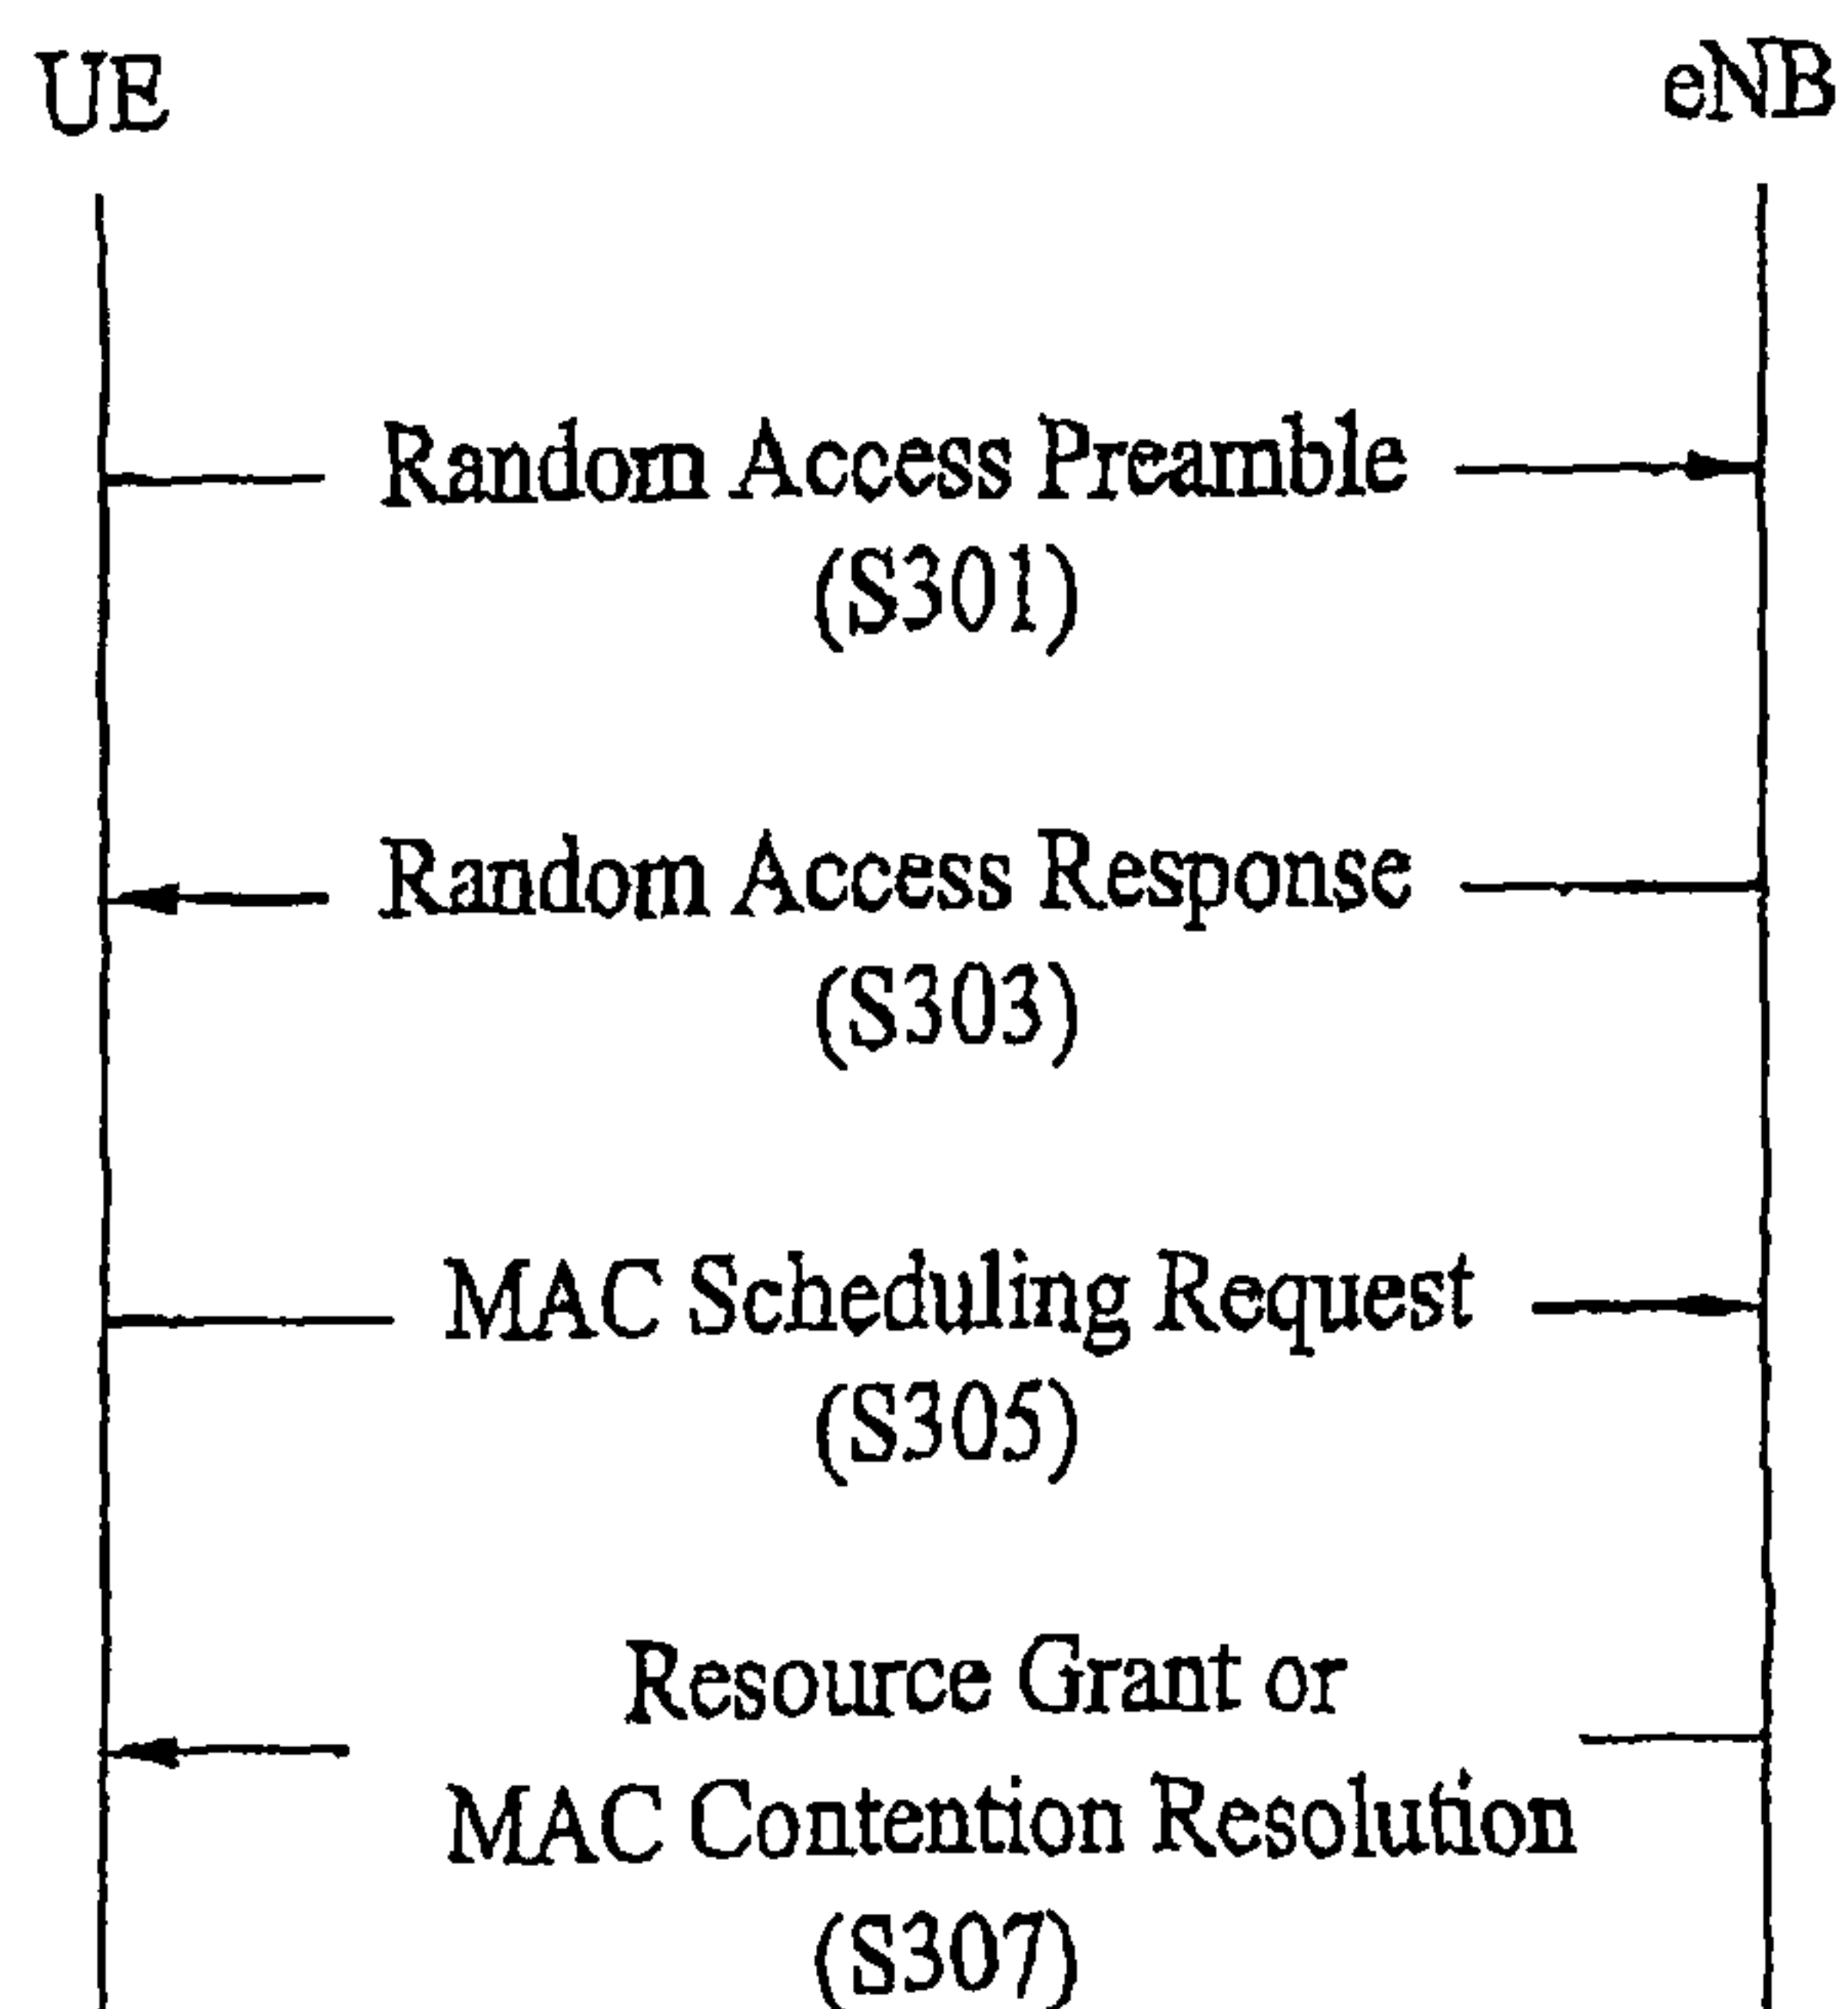 UE eNB
Random Access Preamble
(S301)
Random Access Response
(S303)
MAC Scheduling Request
(S305)
Resource Grant or
MAC Contention Resolution
(S307)